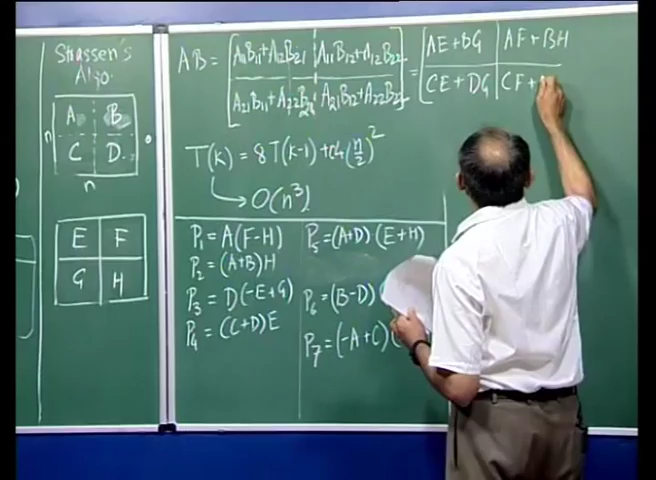 Strassen's
Algo.
n
A B
C D
n
E F
G H
AB = A11B11+A12B21 A11B12+A12B22 = AE+BG AF+BH
A21B11+A22B21 A21B12+A22B22 CE+DG CF+
T(k) = 8T(k-1) + (n/2)²
O(n³)
P1 = A(F-H) P5 = (A+D)(E+H)
P2 = (A+B)H
P3 = D(-E+G) P6 = (B-D)(
P4 = (C+D)E
P7 = (-A+C)(